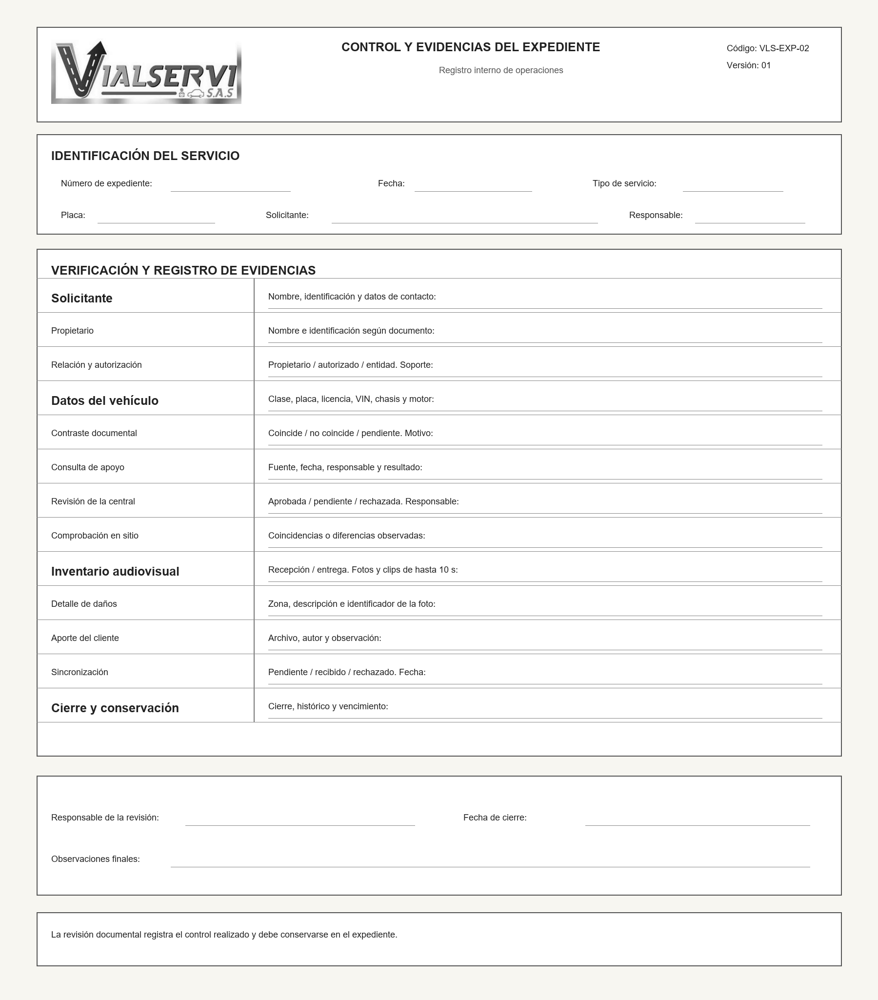 VIALSERVI
S.A.S
CONTROL Y EVIDENCIAS DEL EXPEDIENTE
Registro interno de operaciones
Código: VLS-EXP-02
Versión: 01
IDENTIFICACIÓN DEL SERVICIO
Número de expediente: Fecha: Tipo de servicio:
Placa: Solicitante: Responsable:
VERIFICACIÓN Y REGISTRO DE EVIDENCIAS
Solicitante Nombre, identificación y datos de contacto:
Propietario Nombre e identificación según documento:
Relación y autorización Propietario / autorizado / entidad. Soporte:
Datos del vehículo Clase, placa, licencia, VIN, chasis y motor:
Contraste documental Coincide / no coincide / pendiente. Motivo:
Consulta de apoyo Fuente, fecha, responsable y resultado:
Revisión de la central Aprobada / pendiente / rechazada. Responsable:
Comprobación en sitio Coincidencias o diferencias observadas:
Inventario audiovisual Recepción / entrega. Fotos y clips de hasta 10 s:
Detalle de daños Zona, descripción e identificador de la foto:
Aporte del cliente Archivo, autor y observación:
Sincronización Pendiente / recibido / rechazado. Fecha:
Cierre y conservación Cierre, histórico y vencimiento:
Responsable de la revisión: Fecha de cierre:
Observaciones finales:
La revisión documental registra el control realizado y debe conservarse en el expediente.